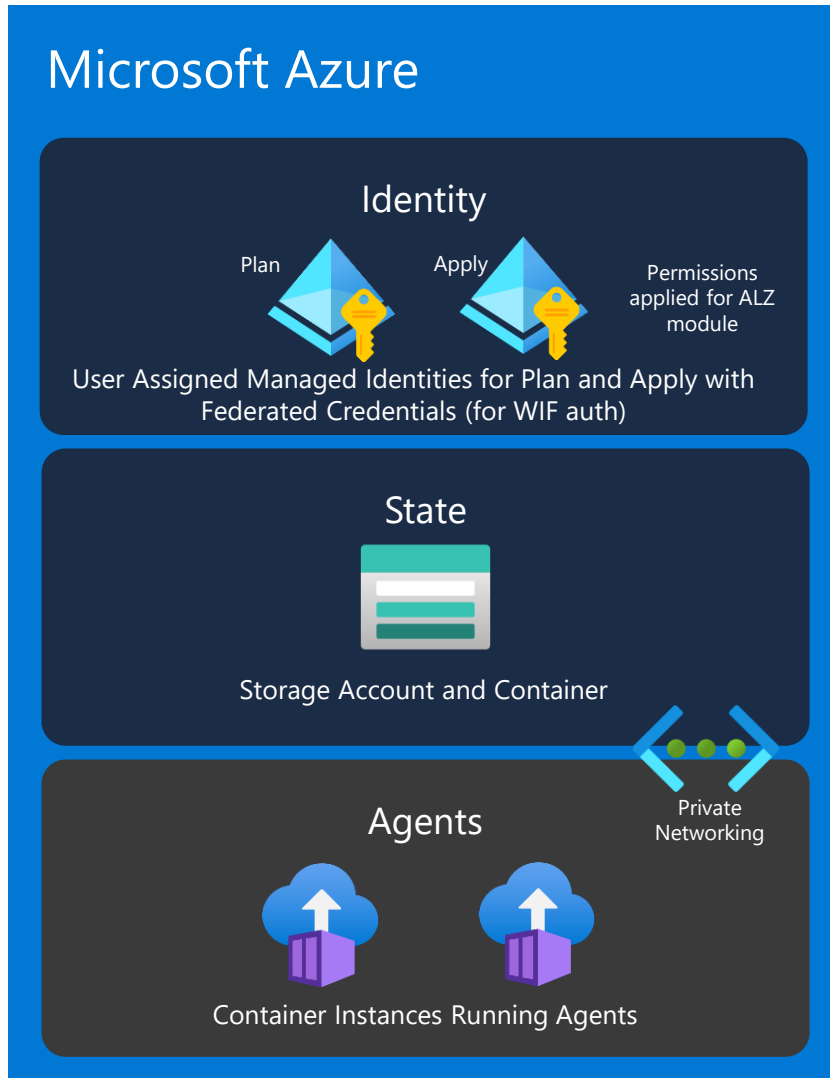 Microsoft Azure
Identity
Plan
Apply
Permissions
applied for ALZ
module
User Assigned Managed Identities for Plan and Apply with
Federated Credentials (for WIF auth)
State
Storage Account and Container
Private
Networking
Agents
Container Instances Running Agents